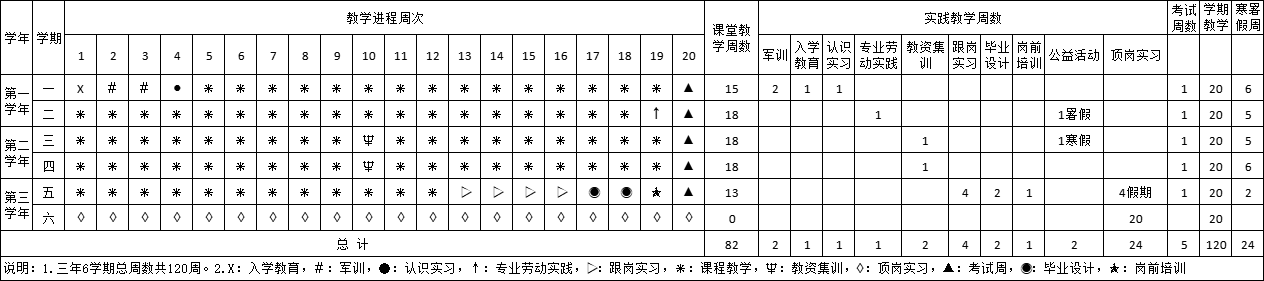 学年 学期 教学进程周次 课堂教学周数 实践教学周数 考试周数 学期教学 寒署假周
1 2 3 4 5 6 7 8 9 10 11 12 13 14 15 16 17 18 19 20 军训 入学教育 认识实习 专业劳动实践 教资集训 跟岗实习 毕业设计 岗前培训 公益活动 顶岗实习
第一学年 一 x # # ● * * * * * * * * * * * * * * * ▲ 15 2 1 1 1 20 6
二 * * * * * * * * * * * * * * * * * * ↑ ▲ 18 1 1署假 1 20 5
第二学年 三 * * * * * * * * * Ψ * * * * * * * * * ▲ 18 1 1寒假 1 20 5
四 * * * * * * * * * Ψ * * * * * * * * * ▲ 18 1 1 20 6
第三学年 五 * * * * * * * * * * * * ▷ ▷ ▷ ▷ ◉ ◉ ★ ▲ 13 4 2 1 4假期 1 20 2
六 ◊ ◊ ◊ ◊ ◊ ◊ ◊ ◊ ◊ ◊ ◊ ◊ ◊ ◊ ◊ ◊ ◊ ◊ ◊ ◊ 0 20 20
总 计 82 2 1 1 1 2 4 2 1 2 24 5 120 24
说明：1.三年6学期总周数共120周。2.X：入学教育，#：军训，●：认识实习，↑：专业劳动实践，▷：跟岗实习，*：课程教学，Ψ：教资集训，◊：顶岗实习，▲：考试周，◉：毕业设计，★：岗前培训